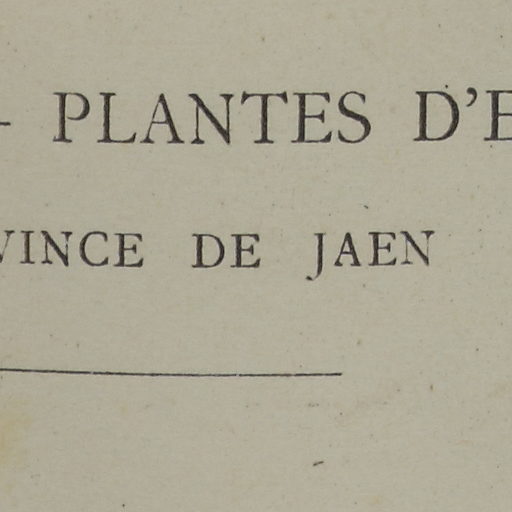 - PLANTES D'E
VINCE DE JAEN